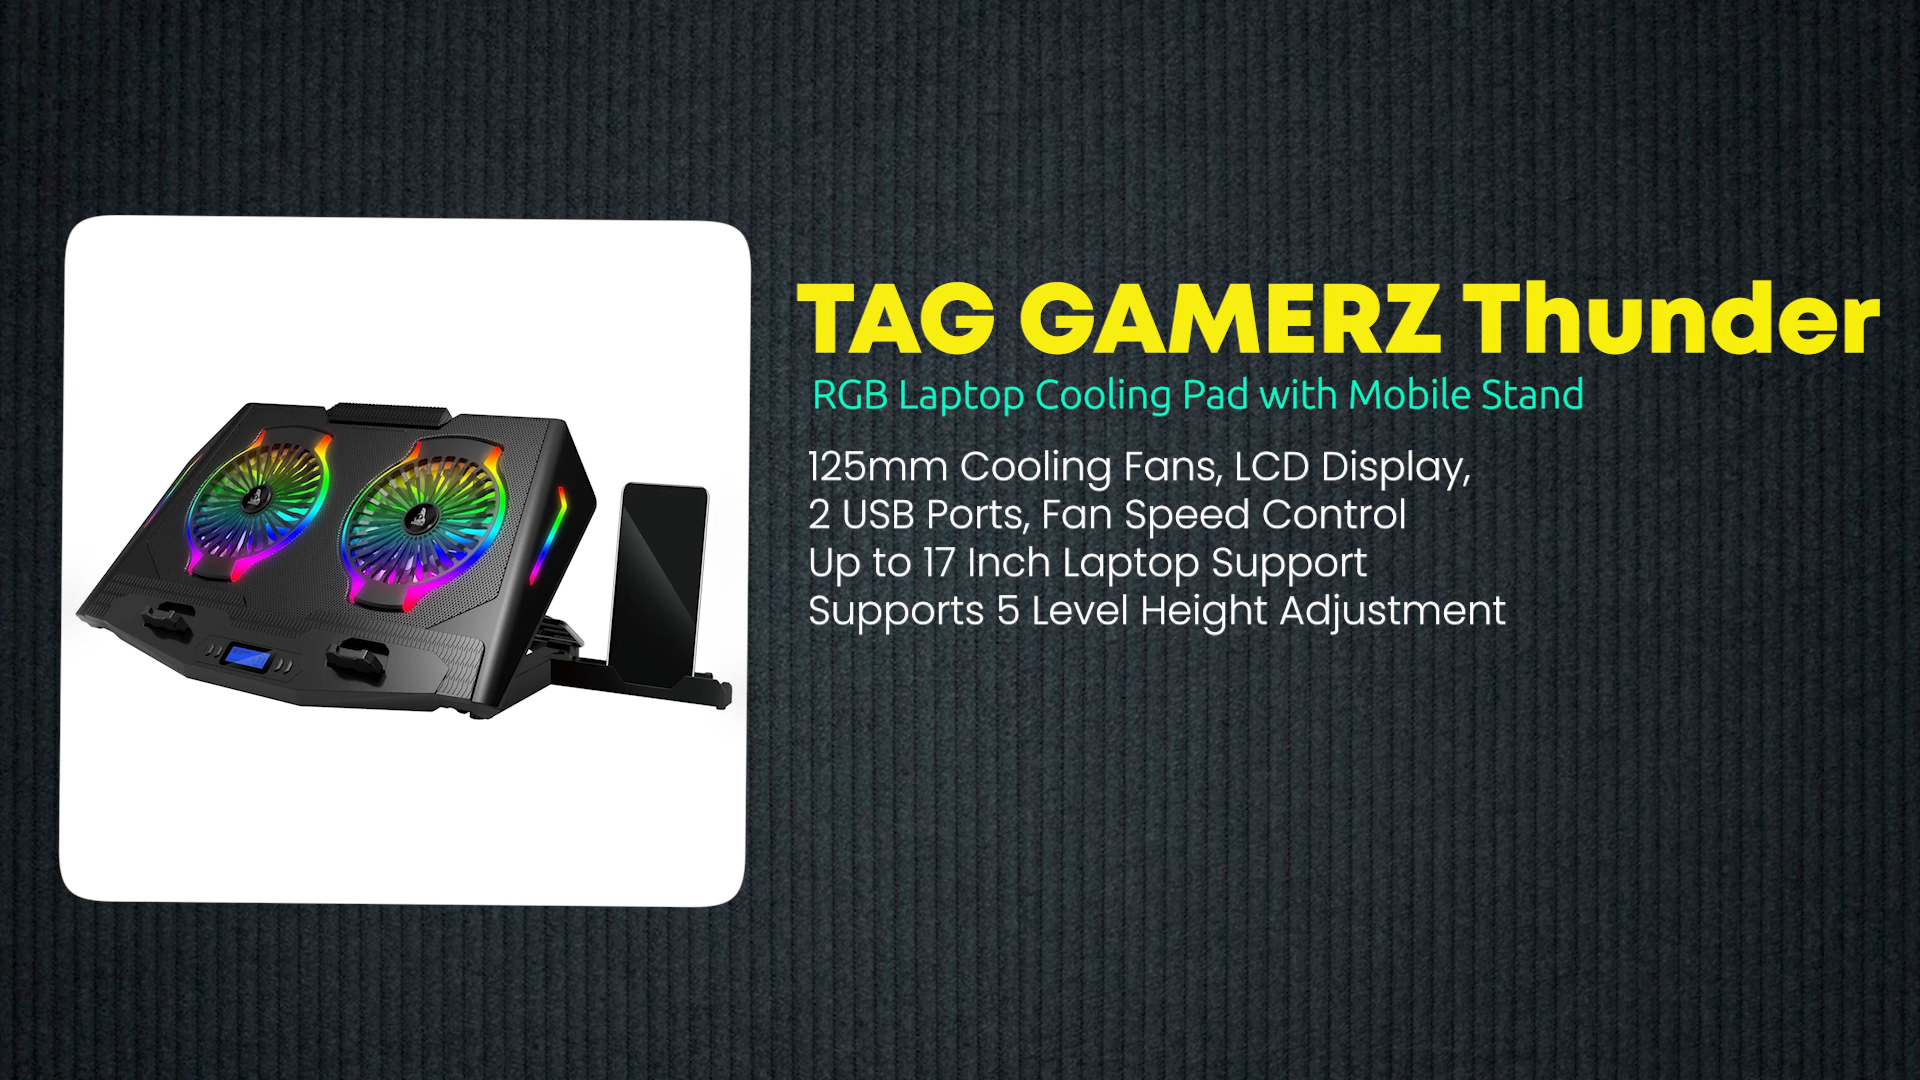 TAG GAMERZ Thunder
RGB Laptop Cooling Pad with Mobile Stand
125mm Cooling Fans, LCD Display,
2 USB Ports, Fan Speed Control
Up to 17 Inch Laptop Support
Supports 5 Level Height Adjustment